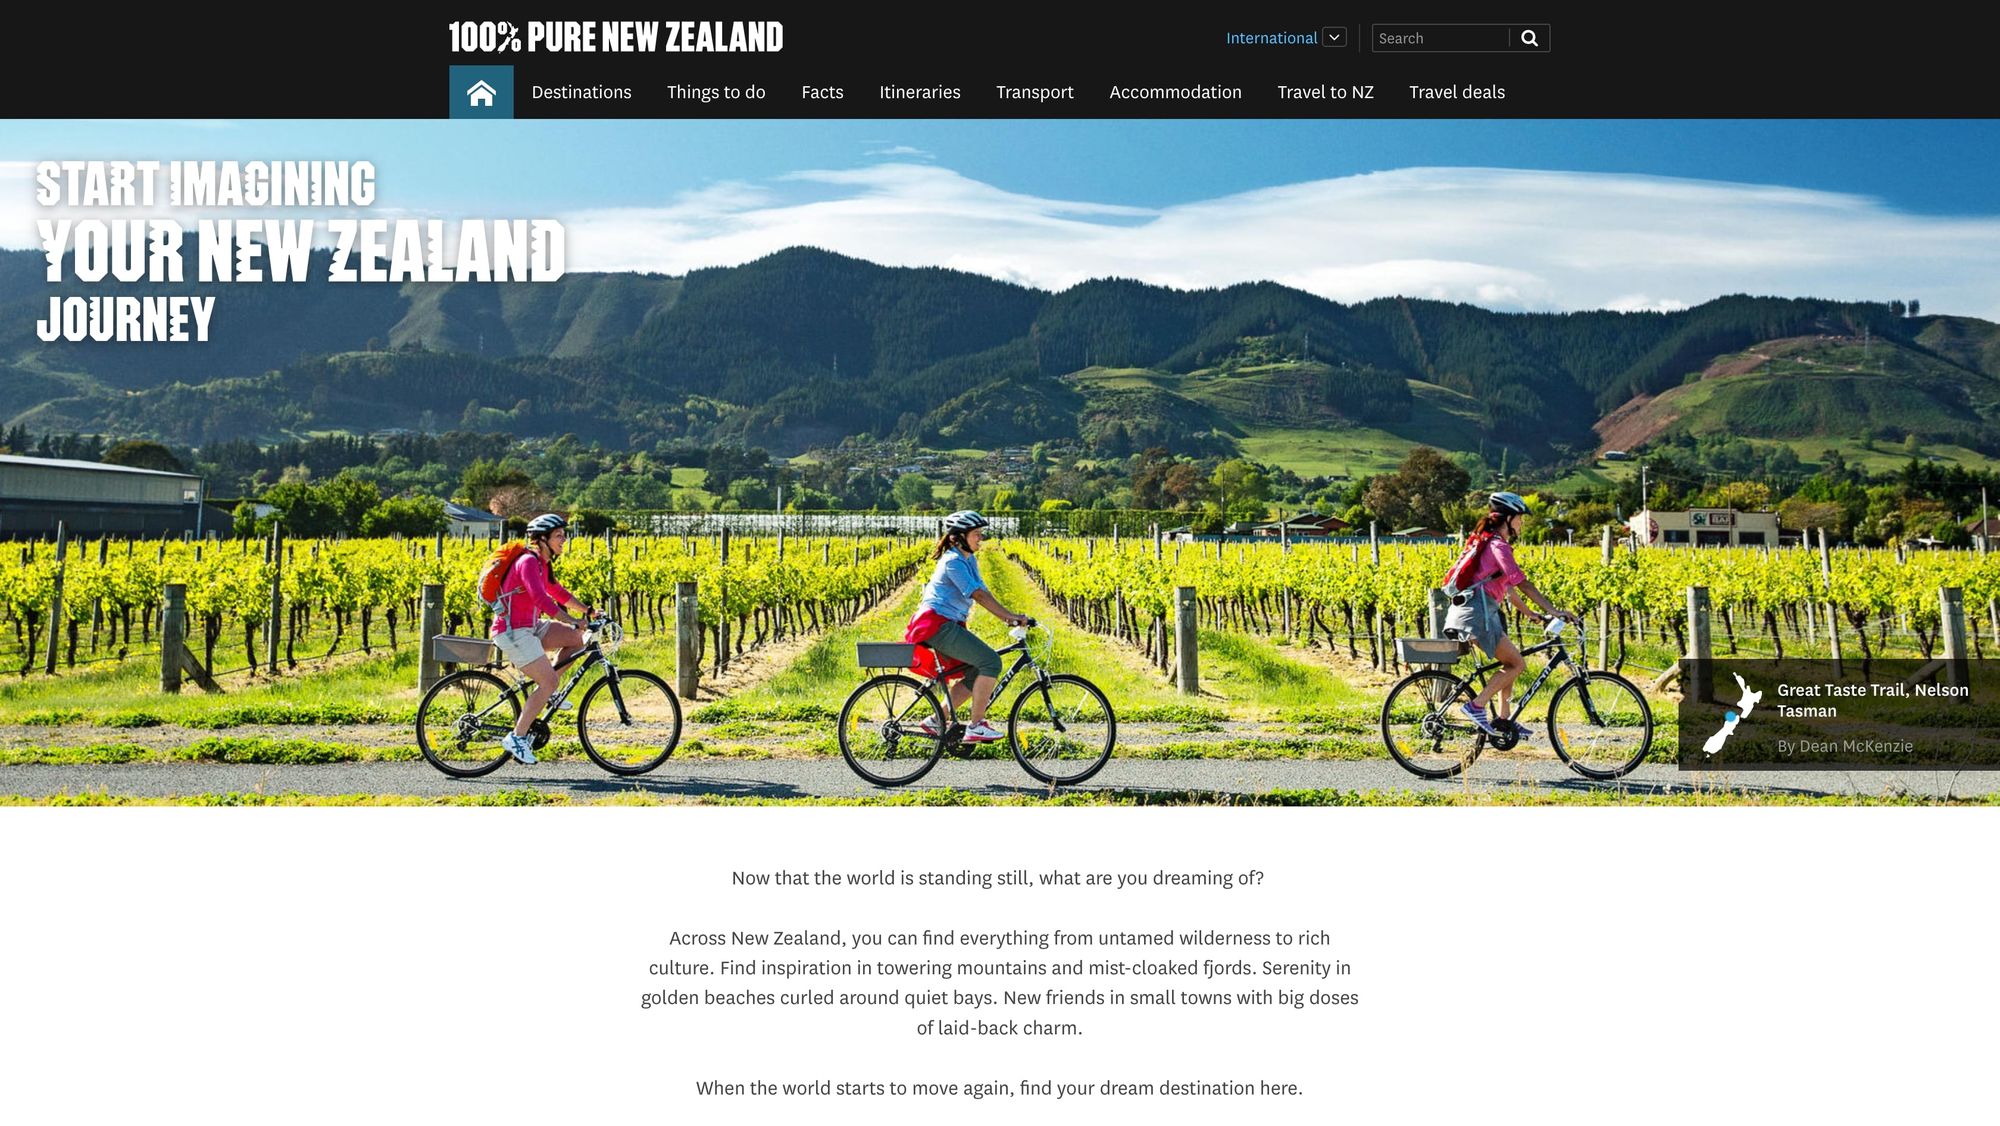 100% PURE NEW ZEALAND
International
Search
Destinations
Things to do
Facts
Itineraries
Transport
Accommodation
Travel to NZ
Travel deals
START IMAGINING
YOUR NEW ZEALAND
JOURNEY
BAR
Great Taste Trail, Nelson
Tasman
By Dean McKenzie
Now that the world is standing still, what are you dreaming of?
Across New Zealand, you can find everything from untamed wilderness to rich
culture. Find inspiration in towering mountains and mist-cloaked fjords. Serenity in
golden beaches curled around quiet bays. New friends in small towns with big doses
of laid-back charm.
When the world starts to move again, find your dream destination here.